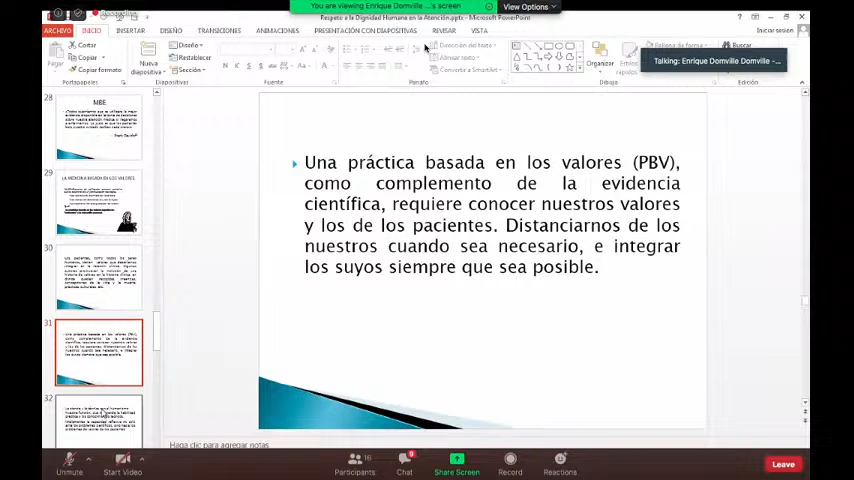 You are viewing Enrique Domville ...'s screen
View Options
Respeto a la Dignidad Humana en la Atención.pptx - Microsoft PowerPoint
ARCHIVO INICIO INSERTAR DISEÑO TRANSICIONES ANIMACIONES PRESENTACIÓN CON DIAPOSITIVAS REVISAR VISTA
Iniciar sesión
Cortar
Copiar
Copiar formato
Pegar
Portapapeles
Nueva
diapositiva
Diseño
Restablecer
Sección
Diapositivas
Dirección del texto
Alinear texto
Convertir a SmartArt
Párrafo
Organizar
Estilos
rápidos
Dibujo
Buscar
Talking: Enrique Domville Domville -...
28
MBE
29
LA MEDICINA BASADA EN LOS VALORES
30
31
32
Una práctica basada en los valores (PBV),
como complemento de la evidencia
científica, requiere conocer nuestros valores
y los de los pacientes. Distanciarnos de los
nuestros cuando sea necesario, e integrar
los suyos siempre que sea posible.
Haga clic para agregar notas
Unmute
Start Video
16
Participants
9
Chat
Share Screen
Record
Reactions
Leave